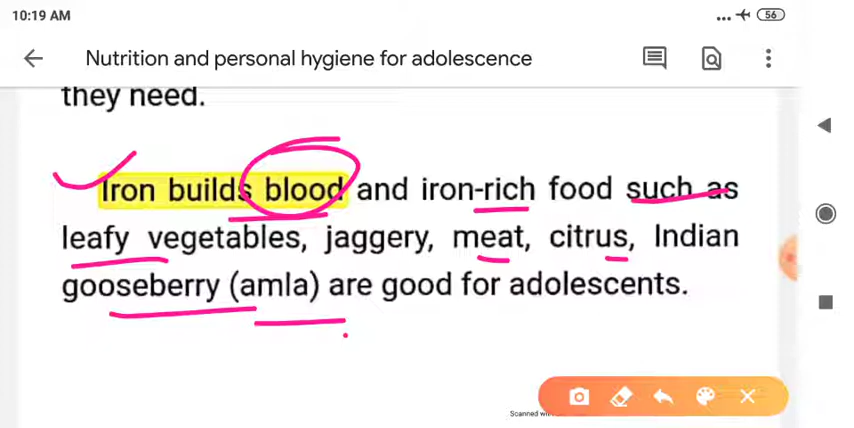 10:19 AM
... 56
Nutrition and personal hygiene for adolescence
they need.
Iron builds blood and iron-rich food such as
leafy vegetables, jaggery, meat, citrus, Indian
gooseberry (amla) are good for adolescents.
Scanned